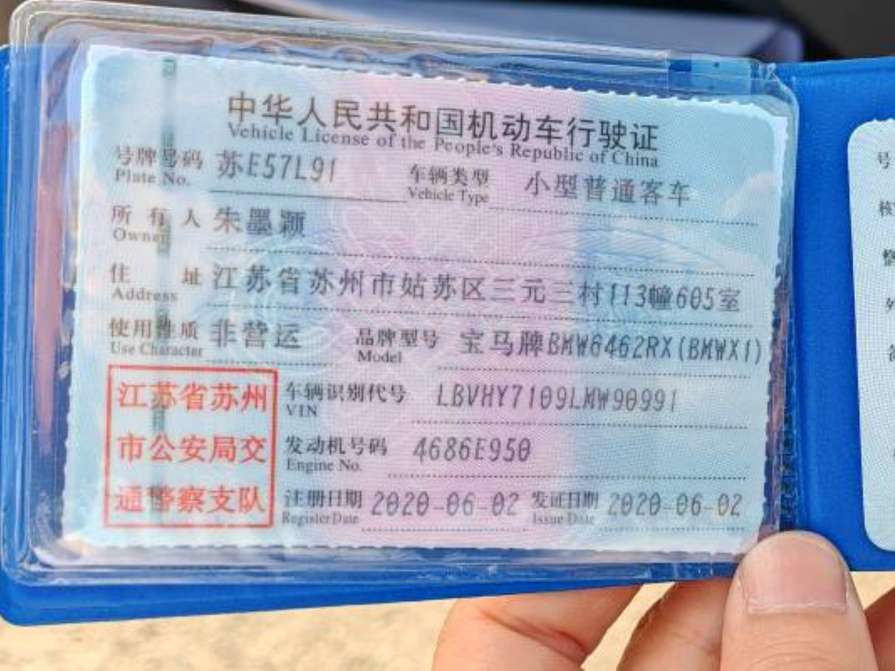 中华人民共和国机动车行驶证
Vehicle License of the People's Republic of China
号牌号码 苏E57L91 车辆类型 小型普通客车
Plate No. Vehicle Type
所有人 朱墨颖
Owner
住址 江苏省苏州市姑苏区三元三村113幢605室
Address
使用性质 非营运 品牌型号 宝马牌BMW6462RX(BMWX1)
Use Character Model
江苏省苏州
市公安局交
通警察支队
车辆识别代号 LBVHY7109LMW90991
VIN
发动机号码 4686E950
Engine No.
注册日期 2020-06-02 发证日期 2020-06-02
Register Date Issue Date
号